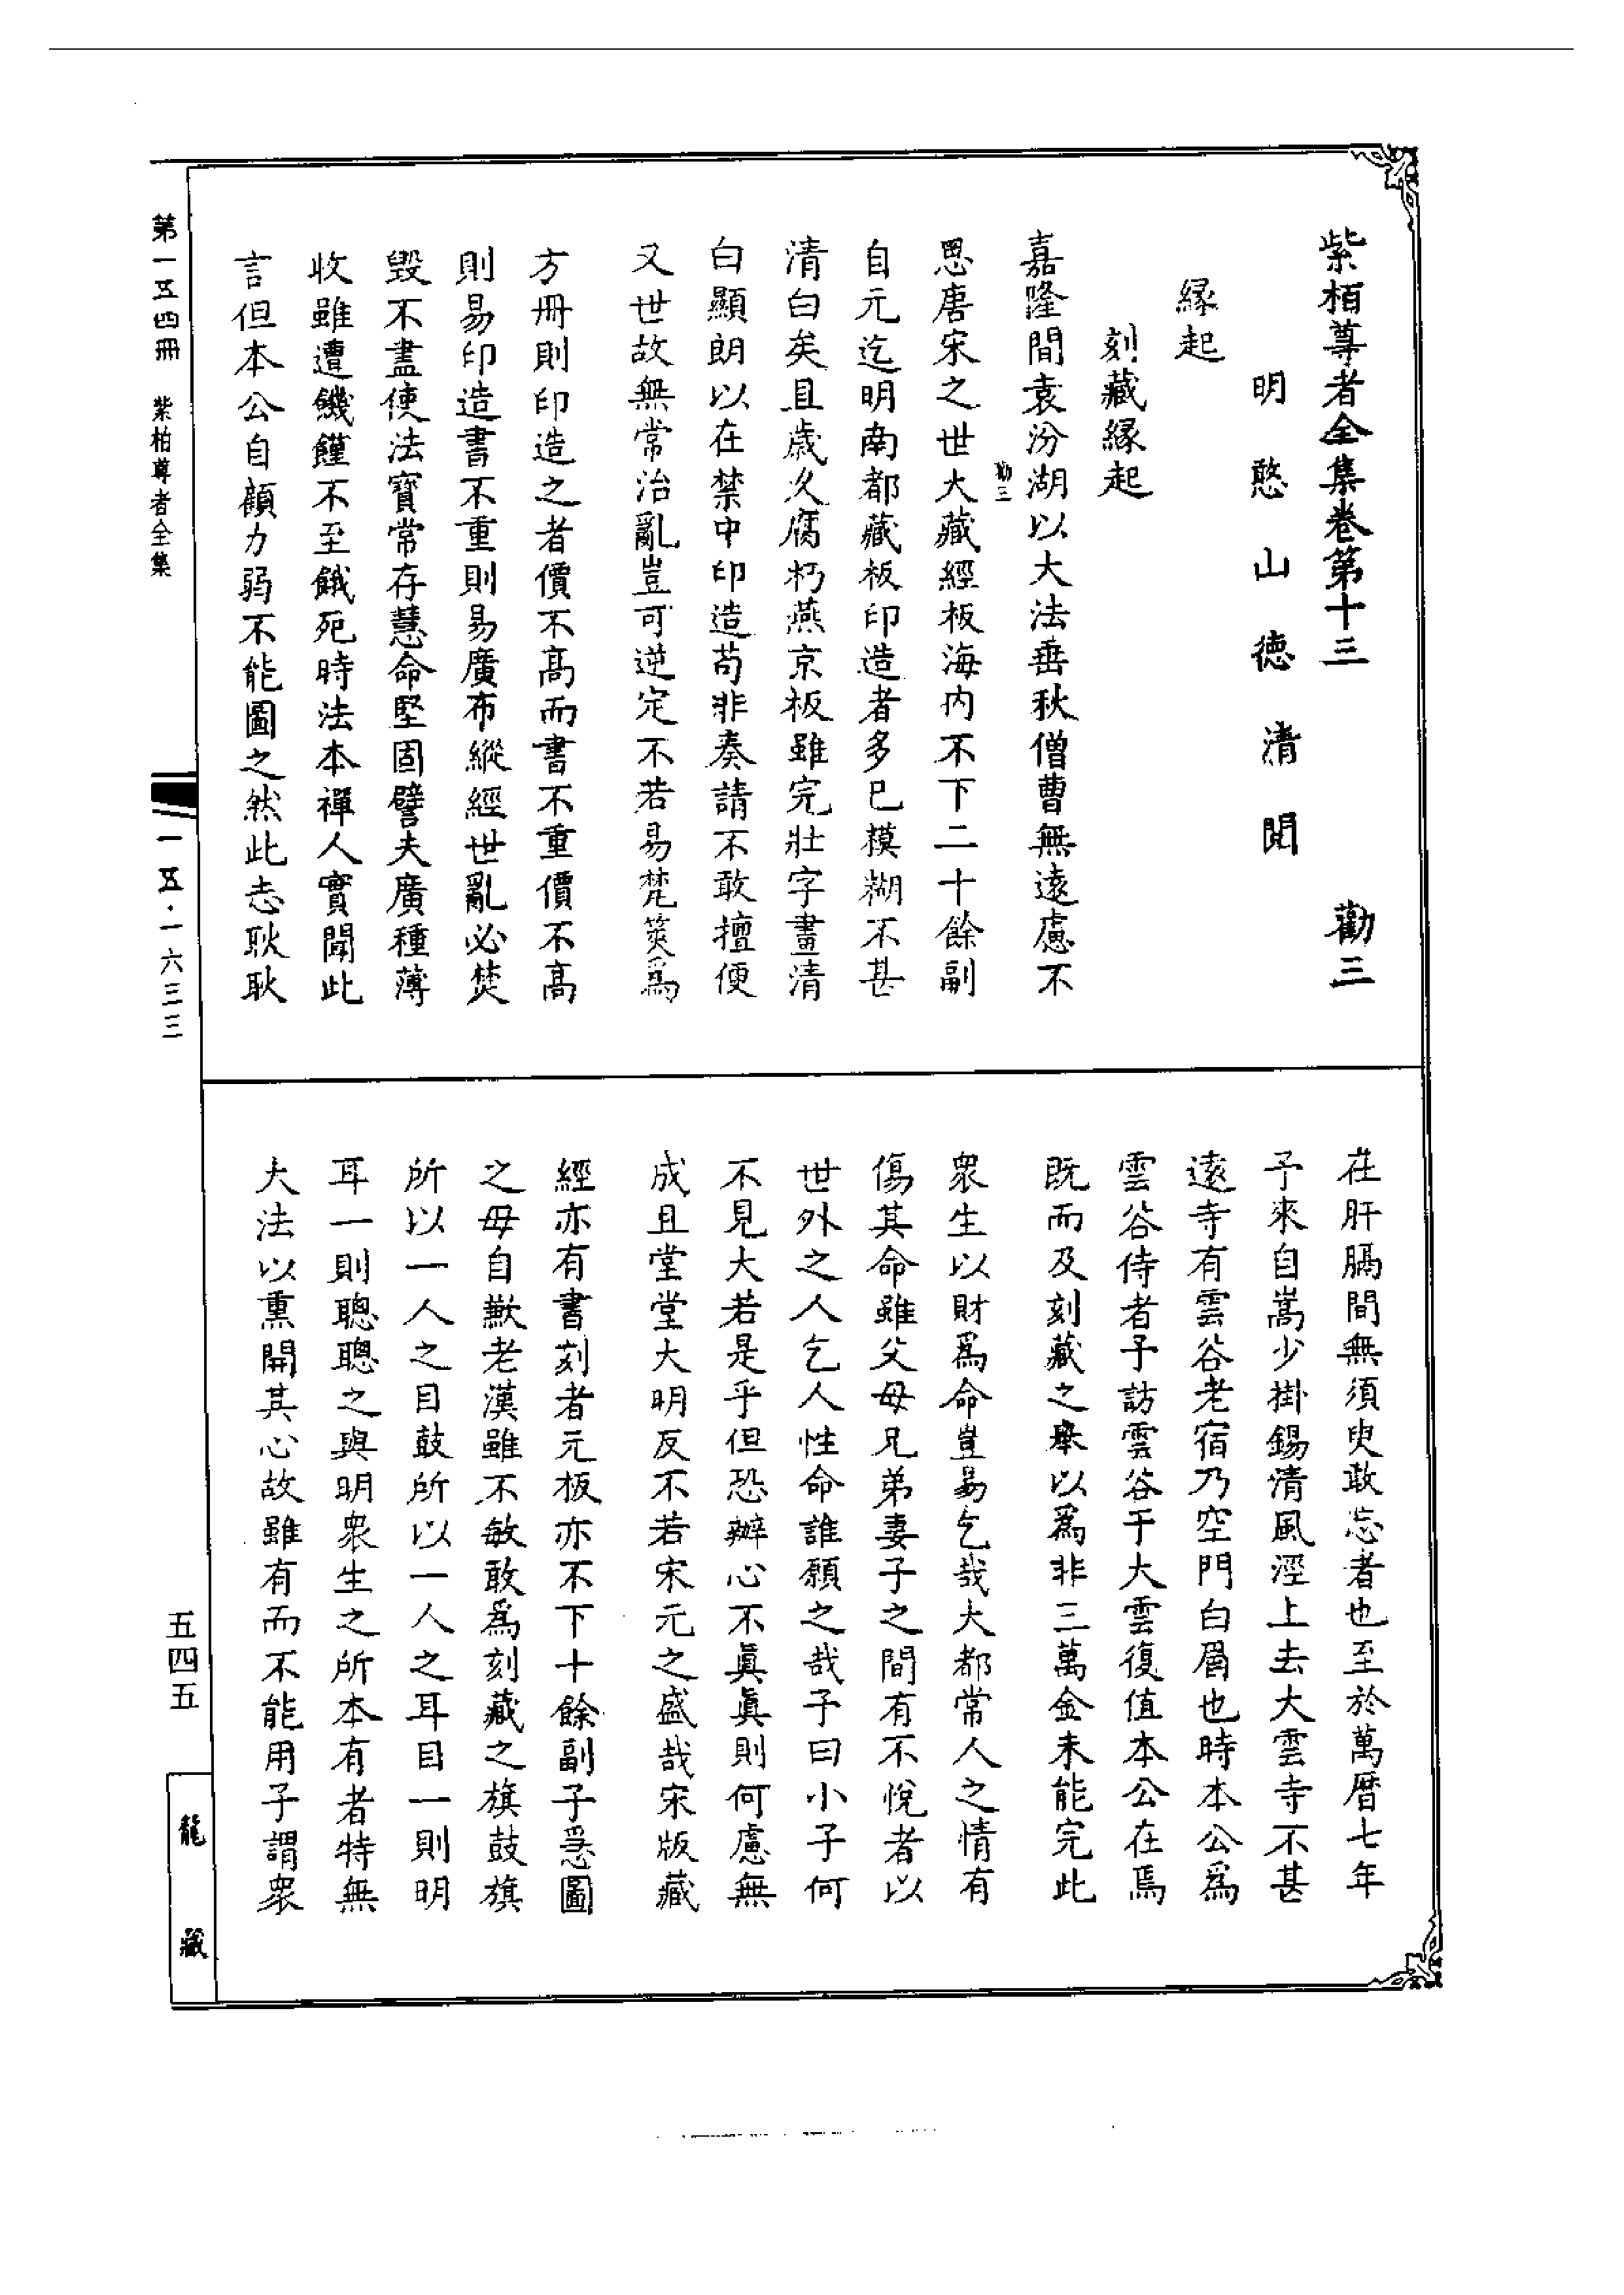 紫栢尊者全集卷第十三　勸三
明憨山德清閱
緣起
刻藏緣起
嘉隆間袁汾湖以大法垂秋僧曹無遠慮不
勸三
思唐宋之世大藏經板海內不下二十餘副
自元迄明南都藏板印造者多已模糊不甚
清白矣且歲久腐朽燕京板雖完壯字畫清
白顯朗以在禁中印造苟非奏請不敢擅便
又世故無常治亂豈可逆定不若易梵筴爲
方冊則印造之者價不高而書不重價不高
則易印造書不重則易廣布縱經世亂必焚
毀不盡使法寶常存慧命堅固譬夫廣種薄
收雖遭饑饉不至餓死時法本禪人實聞此
言但本公自顧力弱不能圖之然此志耿耿
在肝膈間無須臾敢忘者也至於萬曆七年
予來自嵩少掛錫清風涇上去大雲寺不甚
遠寺有雲谷老宿乃空門白眉也時本公爲
雲谷侍者予訪雲谷于大雲復值本公在焉
既而及刻藏之舉以爲非三萬金未能完此
衆生以財爲命豈易乞哉大都常人之情有
傷其命雖父母兄弟妻子之間有不悅者以
世外之人乞人性命誰願之哉予曰小子何
不見大若是乎但恐辦心不眞眞則何慮無
成且堂堂大明反不若宋元之盛哉宋版藏
經亦有書刻者元板亦不下十餘副子急圖
之毋自歉老漢雖不敏敢爲刻藏之旗鼓旗
所以一人之目鼓所以一人之耳目一則明
耳一則聰聰之與明衆生之所本有者特無
大法以熏開其心故雖有而不能用子謂衆
第一五四冊　紫柏尊者全集
一五·一六三三
五四五
龍藏